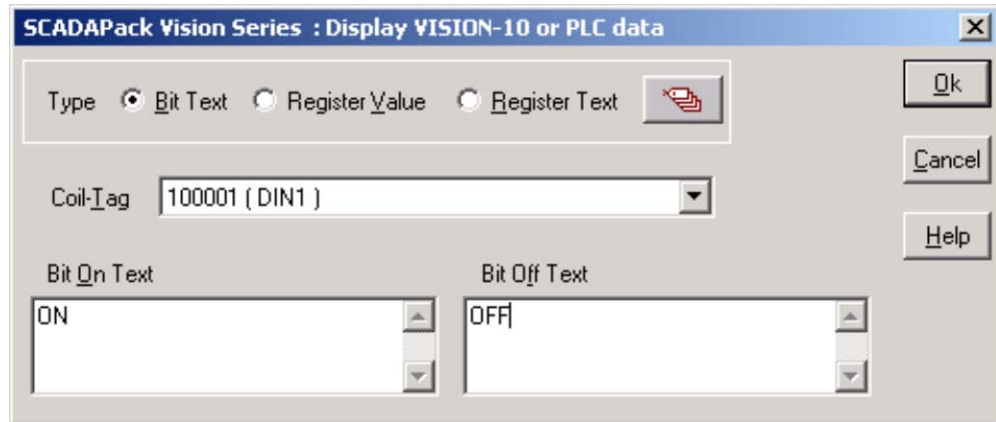 SCADAPack Vision Series : Display VISION-10 or PLC data
Type Bit Text Register Value Register Text
Ok
Cancel
Coil-Tag 100001 ( DIN1 )
Help
Bit On Text Bit Off Text
ON OFF